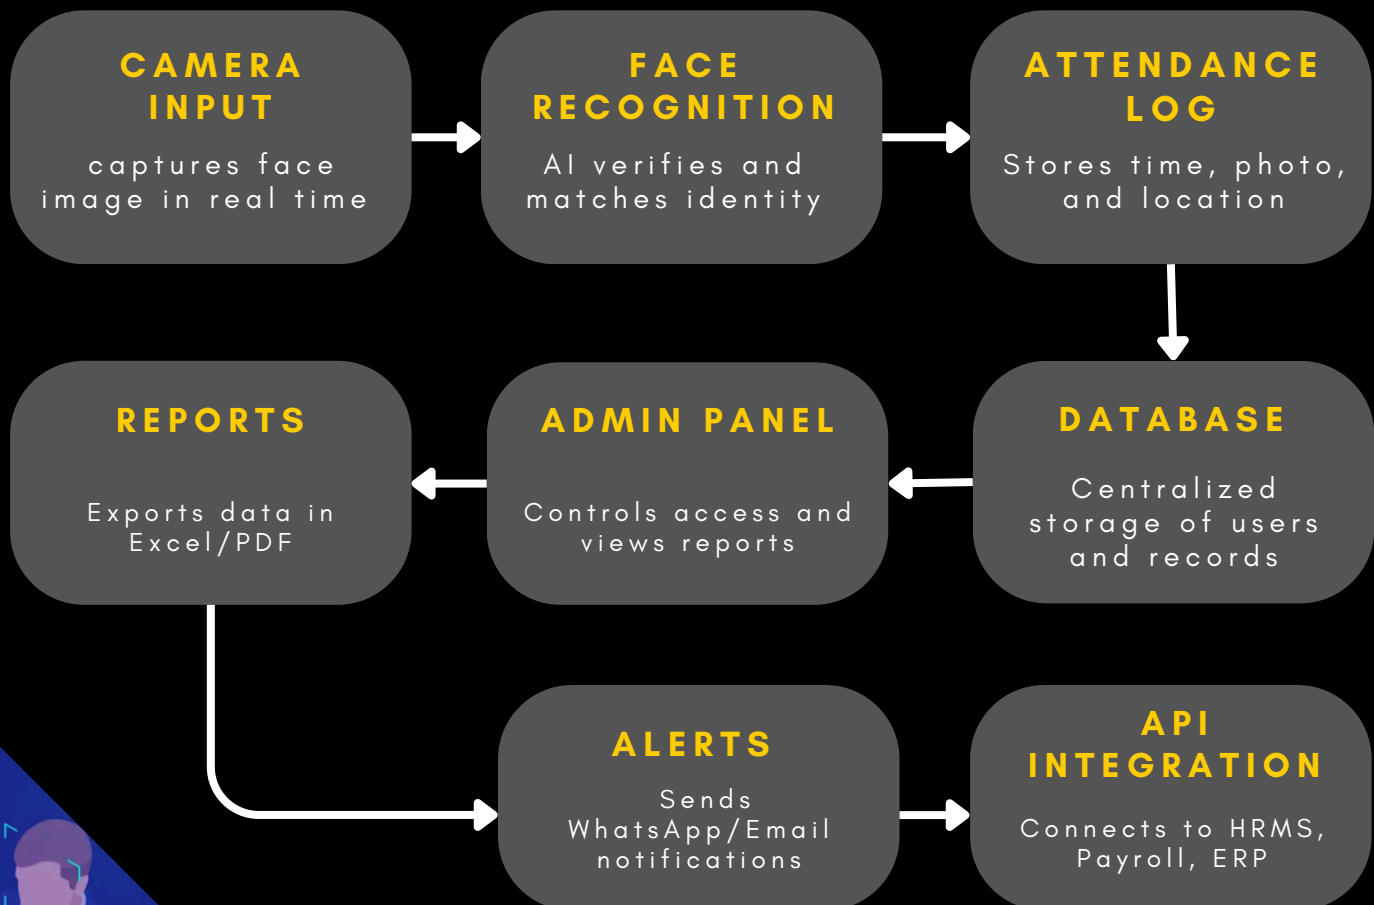 CAMERA
INPUT
captures face
image in real time
FACE
RECOGNITION
AI verifies and
matches identity
ATTENDANCE
LOG
Stores time, photo,
and location
REPORTS
Exports data in
Excel/PDF
ADMIN PANEL
Controls access and
views reports
DATABASE
Centralized
storage of users
and records
ALERTS
Sends
WhatsApp/Email
notifications
API
INTEGRATION
Connects to HRMS,
Payroll, ERP